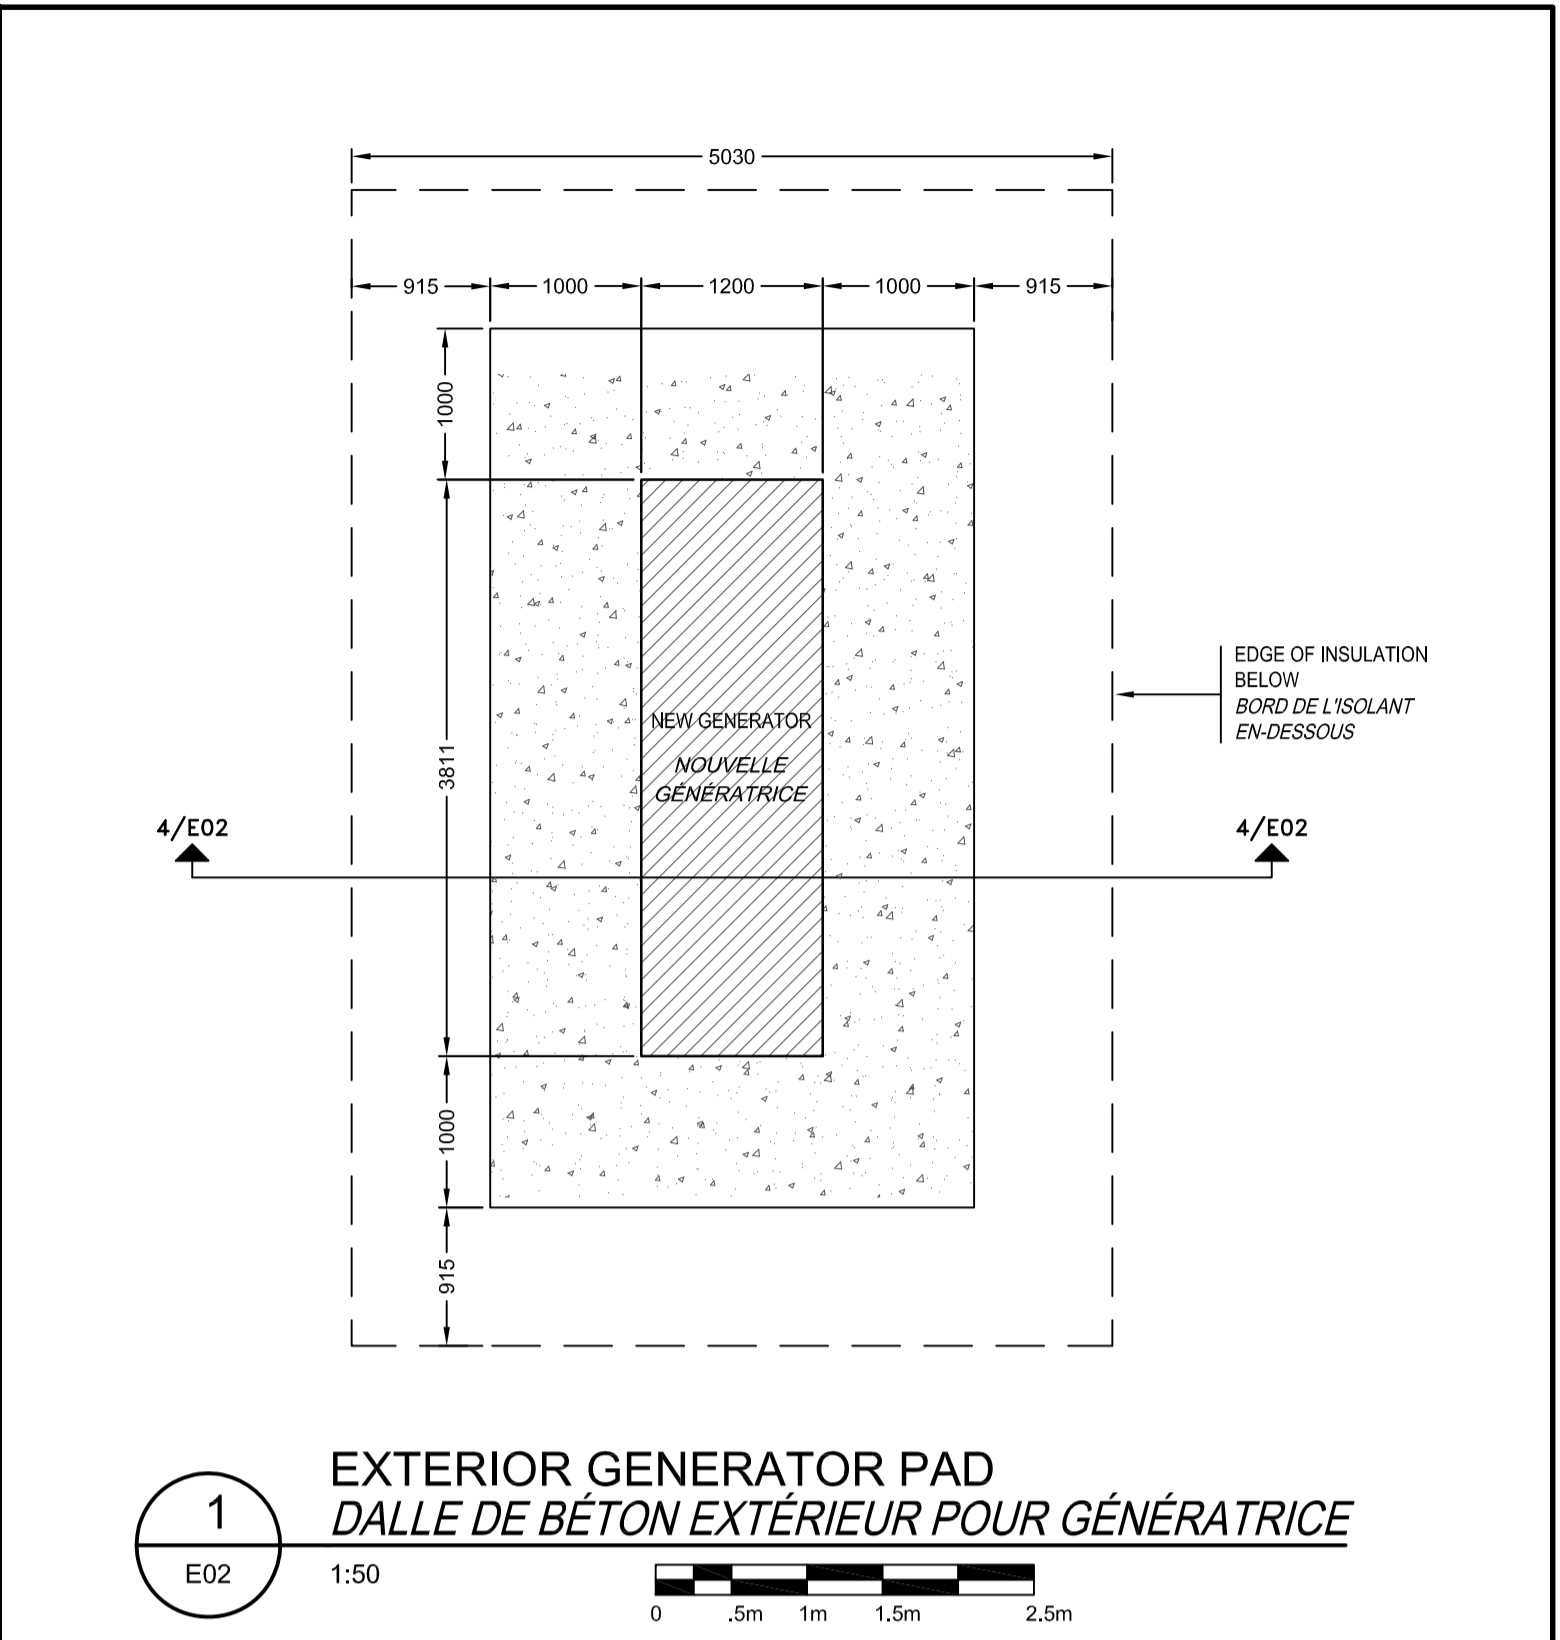 5030
915 1000 1200 1000 915
1000
3811
1000
915
NEW GENERATOR
NOUVELLE
GÉNÉRATRICE
EDGE OF INSULATION
BELOW
BORD DE L'ISOLANT
EN-DESSOUS
4/E02
4/E02
1
E02
EXTERIOR GENERATOR PAD
DALLE DE BÉTON EXTÉRIEUR POUR GÉNÉRATRICE
1:50
0 .5m 1m 1.5m 2.5m